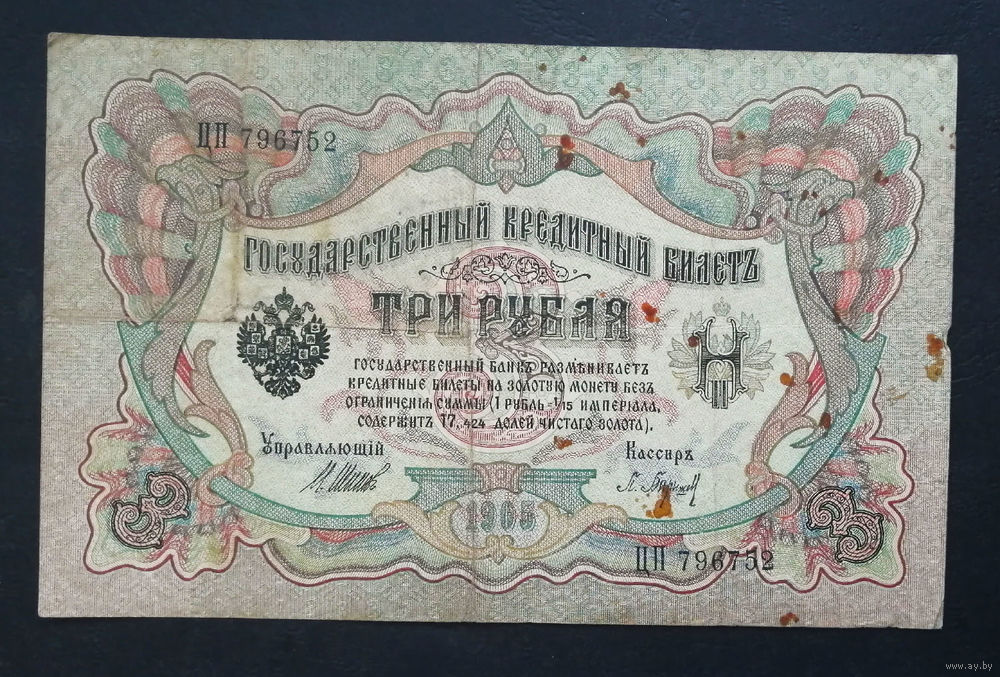 ЦП 796752
ГОСУДАРСТВЕННЫЙ КРЕДИТНЫЙ БИЛЕТЪ
ТРИ РУБЛЯ
ГОСУДАРСТВЕННЫЙ БАНКЪ РАЗМѢНИВАЕТЪ
КРЕДИТНЫЕ БИЛЕТЫ НА ЗОЛОТУЮ МОНЕТУ БЕЗЪ
ОГРАНИЧЕНІЯ СУММЫ (1 РУБЛЬ = 1/15 ИМПЕРІАЛА,
СОДЕРЖИТЪ 17,424 ДОЛЕЙ ЧИСТАГО ЗОЛОТА).
Управляющій Кассиръ
3 1905 3
ЦП 796752
www.ay.by